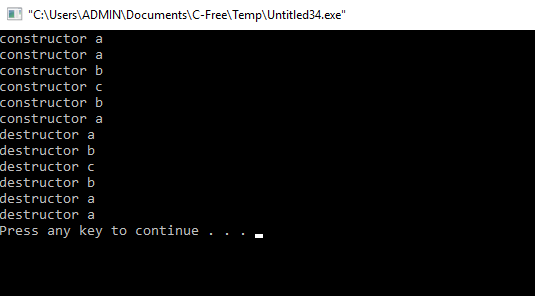 "C:\Users\ADMIN\Documents\C-Free\Temp\Untitled34.exe"
constructor a
constructor a
constructor b
constructor c
constructor b
constructor a
destructor a
destructor b
destructor c
destructor b
destructor a
destructor a
Press any key to continue . . .